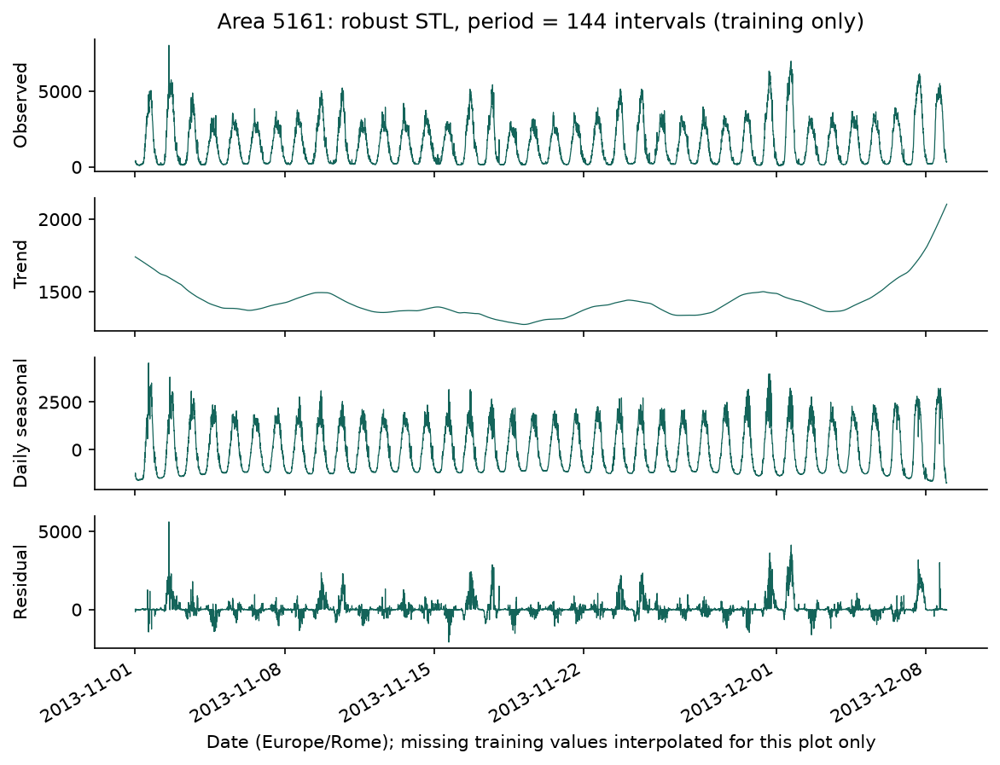 Area 5161: robust STL, period = 144 intervals (training only)
Observed
5000
0
Trend
2000
1500
Daily seasonal
2500
0
Residual
5000
0
2013-11-01
2013-11-08
2013-11-15
2013-11-22
2013-12-01
2013-12-08
Date (Europe/Rome); missing training values interpolated for this plot only